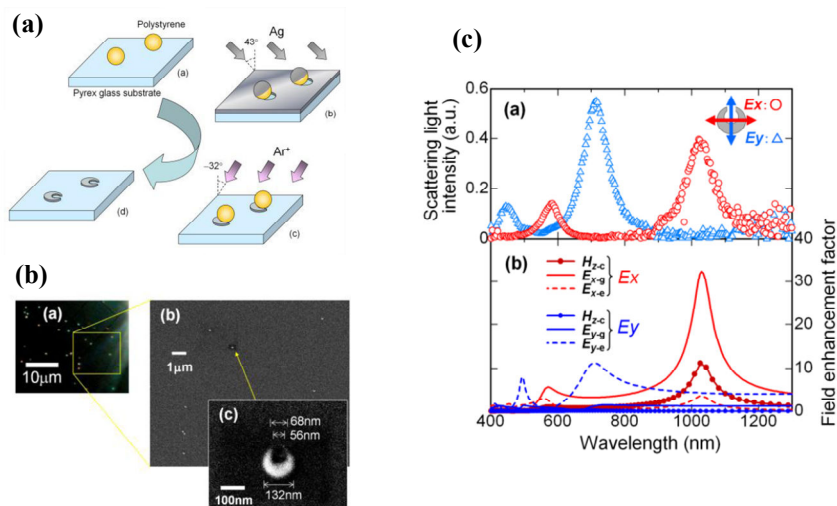 (a)
Polystyrene
(a)
Pyrex glass substrate
Ag
43°
(b)
Ar+
−32°
(c)
(d)
(b)
(a)
10μm
(b)
1μm
(c)
68nm
56nm
100nm
132nm
(c)
Scattering light
intensity (a.u.)
0.6
0.4
0.2
0
(a)
Ex: ○
Ey: △
(b)
Hz-c
Ex-g
Ex-e
Ex
Hz-c
Ey-g
Ey-e
Ey
40
30
20
10
0
Field enhancement factor
400 600 800 1000 1200
Wavelength (nm)